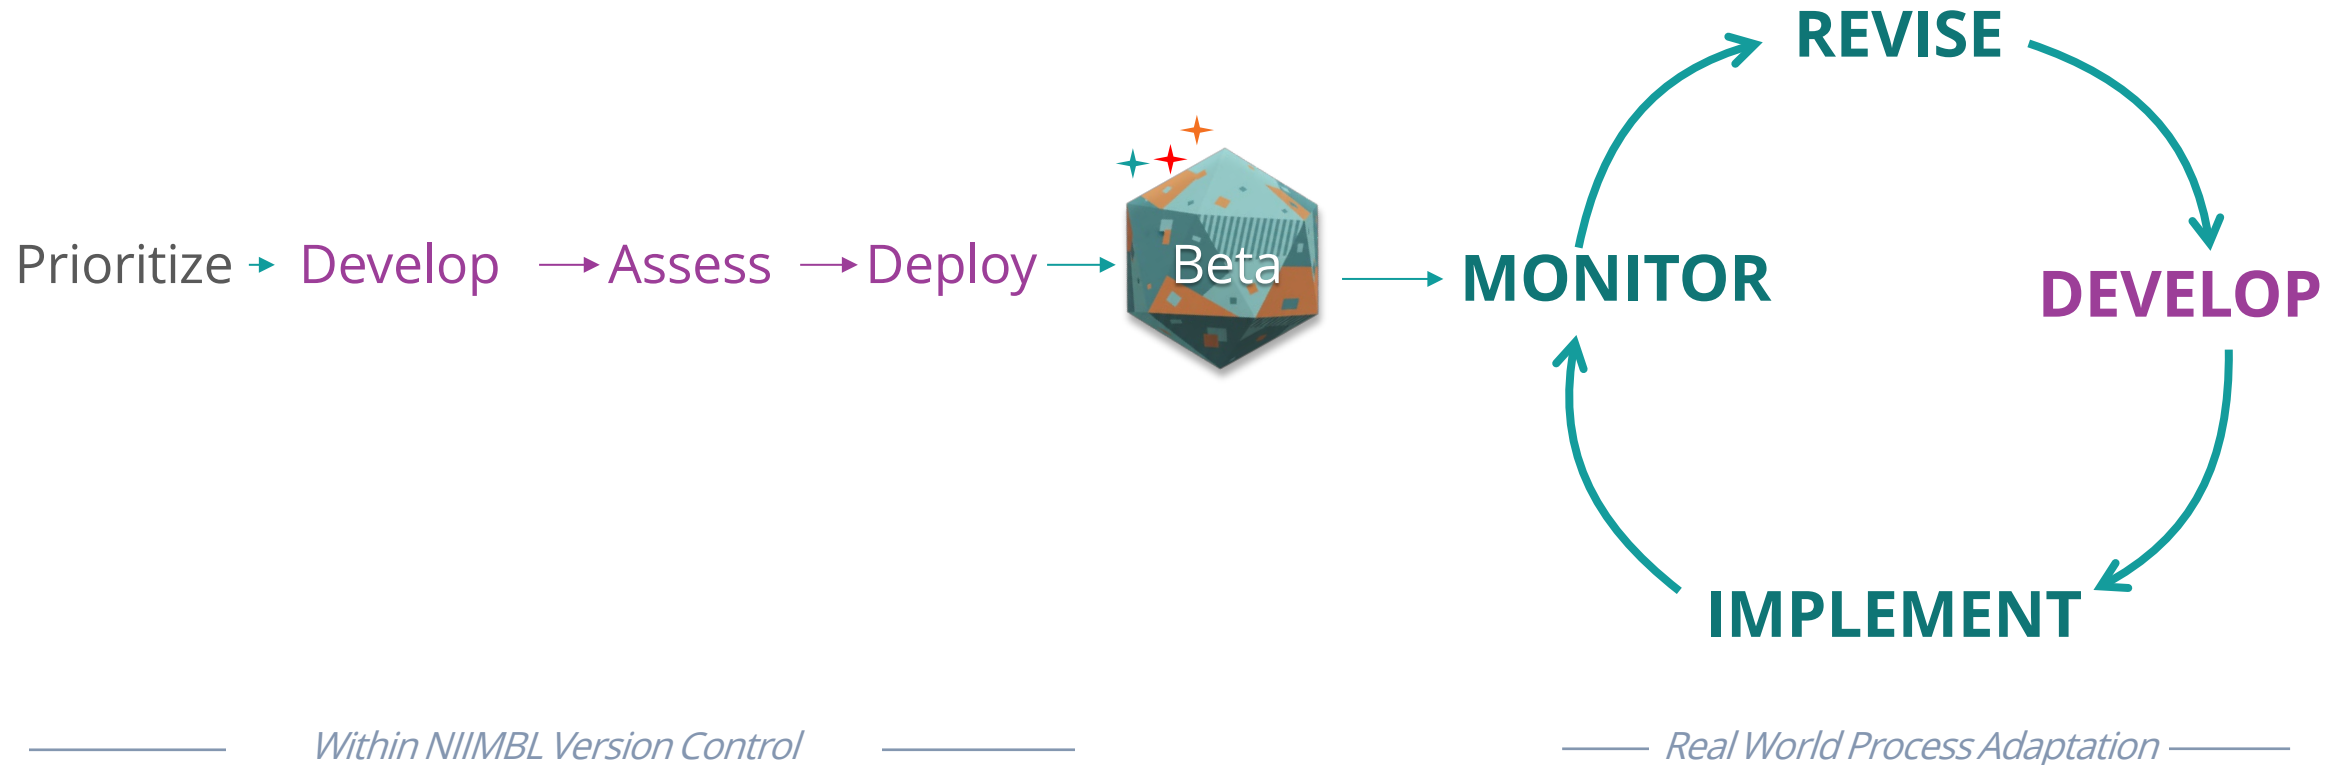 REVISE
Prioritize
Develop
Assess
Deploy
Beta
MONITOR
DEVELOP
IMPLEMENT
Within NIIMBL Version Control
Real World Process Adaptation